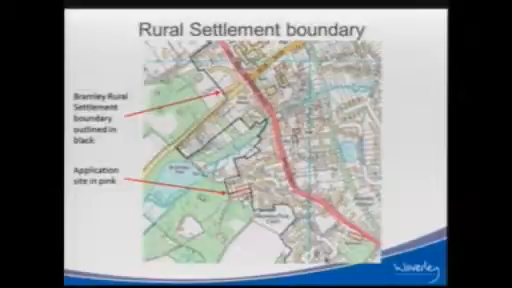 Rural Settlement boundary
Bramley Rural
Settlement
boundary
outlined in
black
Application
site in pink
Waverley